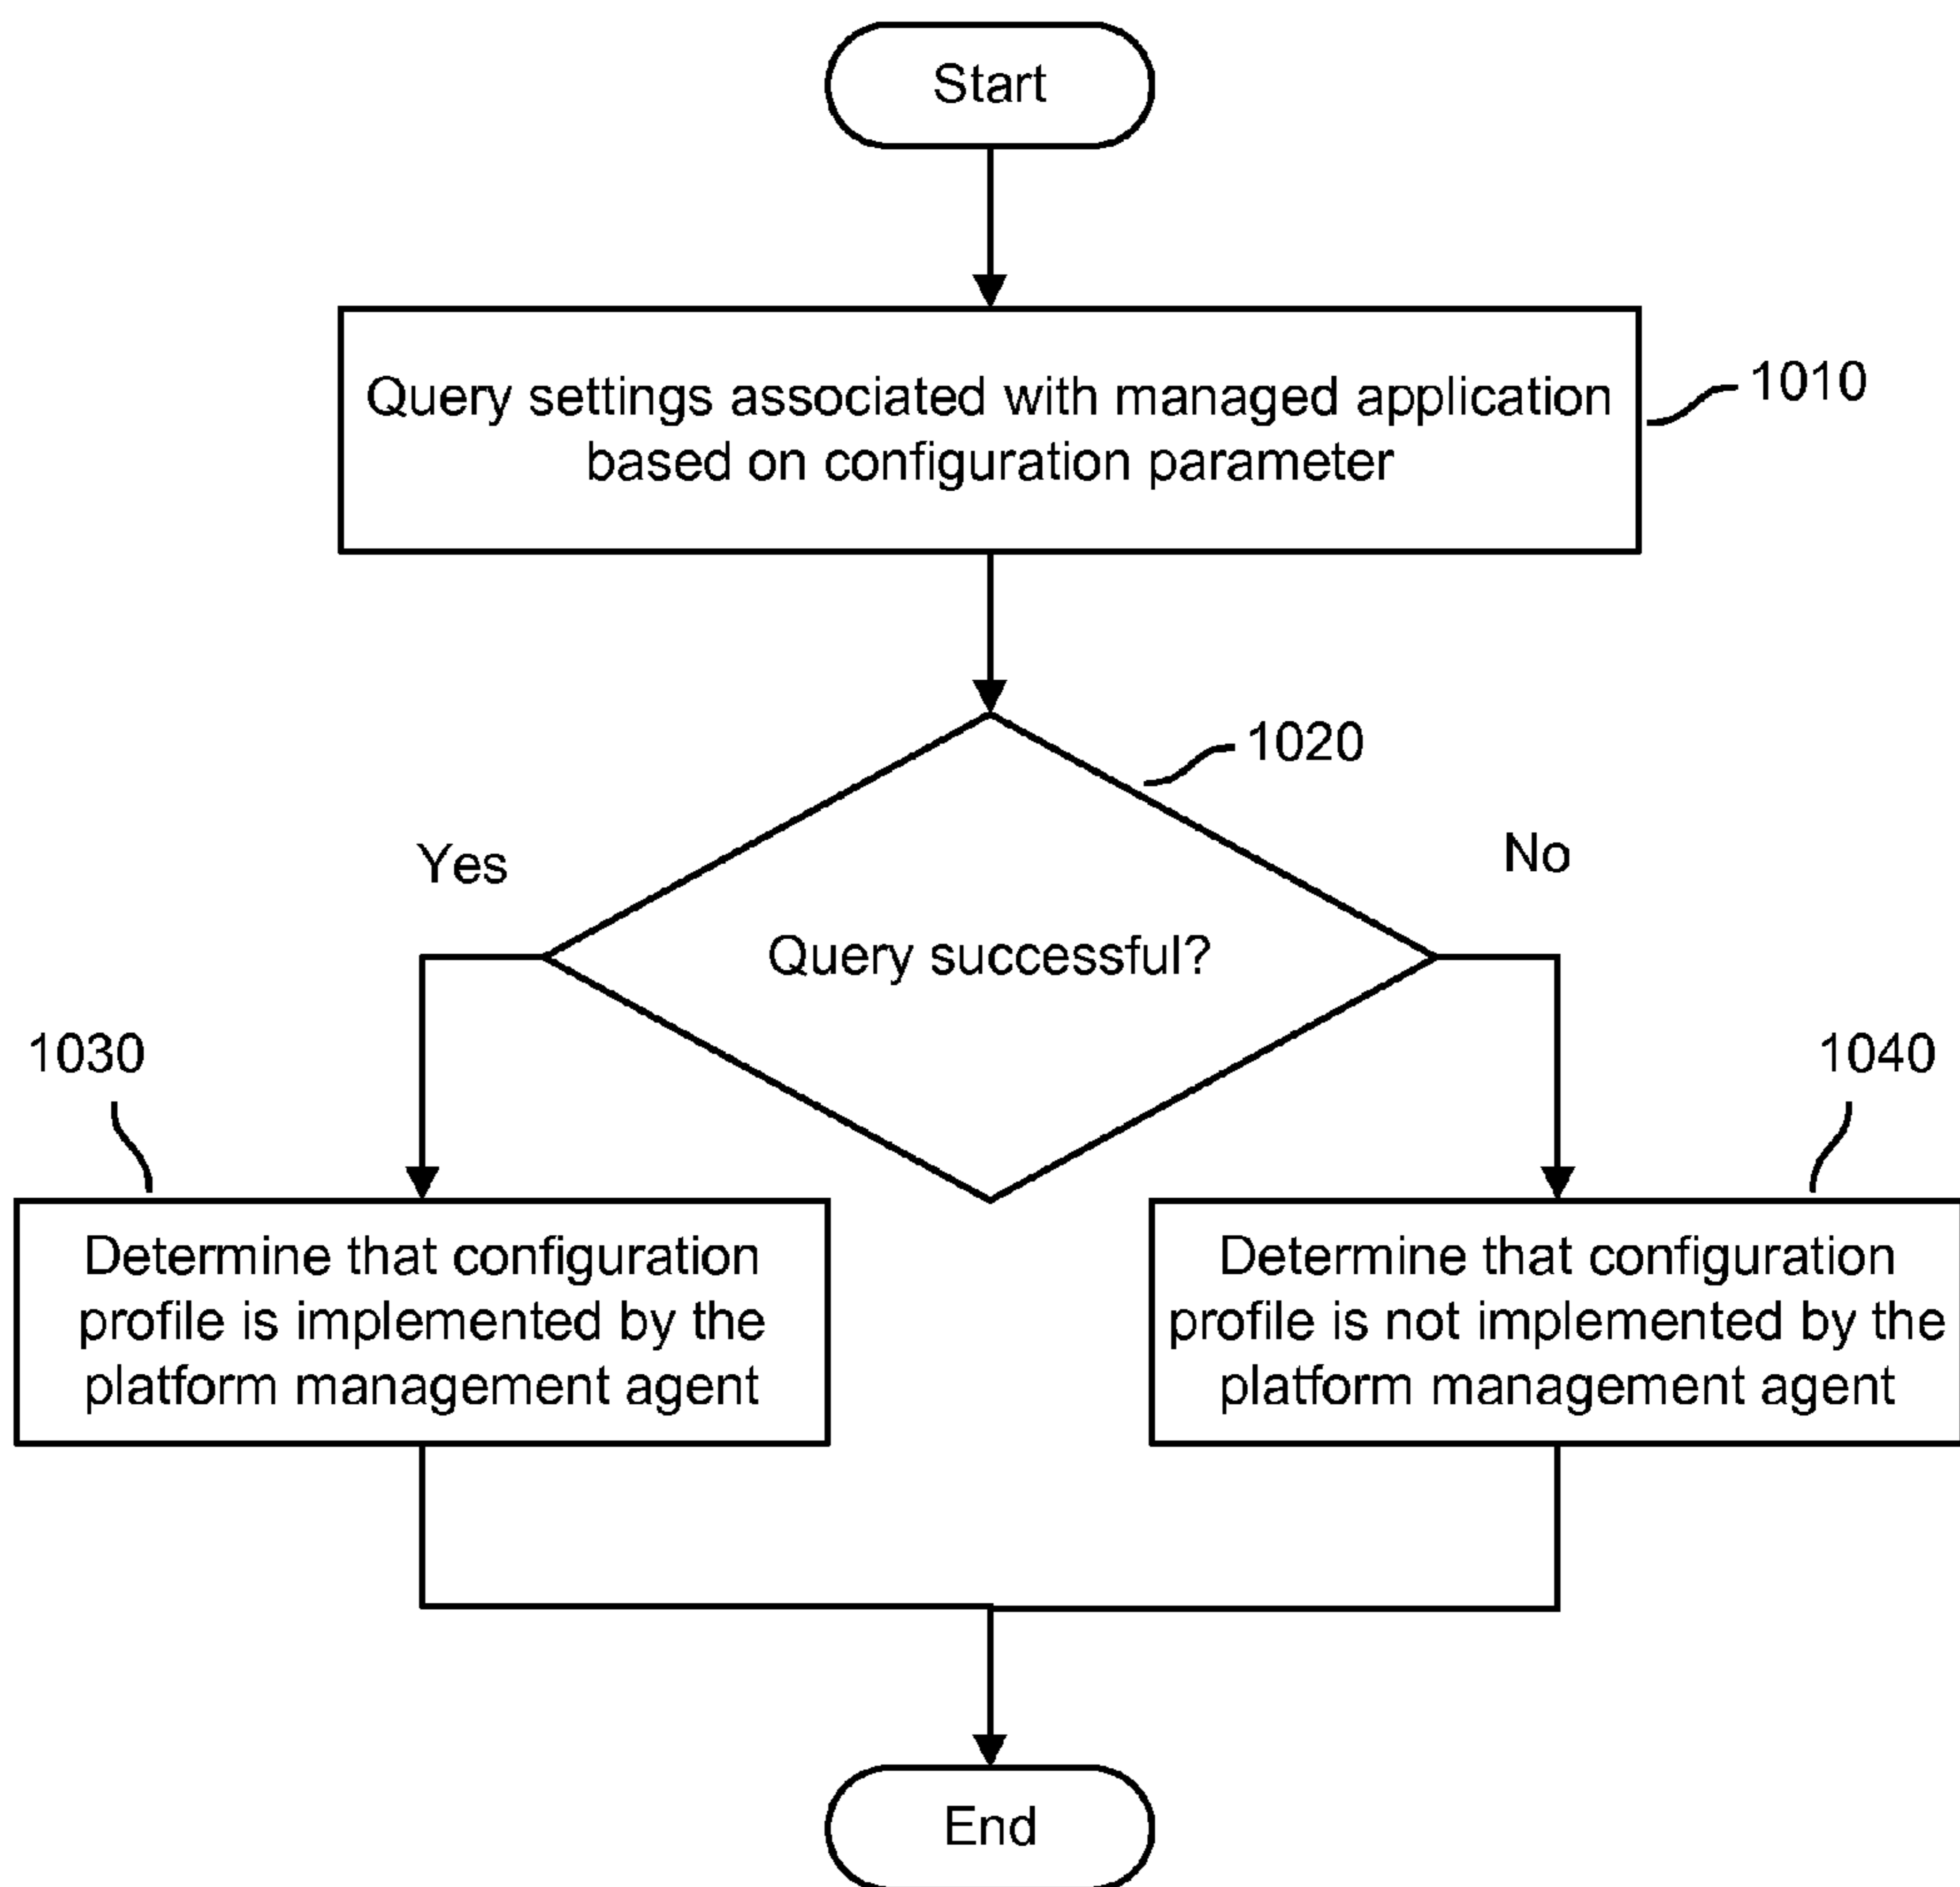 Start
Query settings associated with managed application
based on configuration parameter
1010
1020
Yes
No
Query successful?
1030
1040
Determine that configuration
profile is implemented by the
platform management agent
Determine that configuration
profile is not implemented by the
platform management agent
End